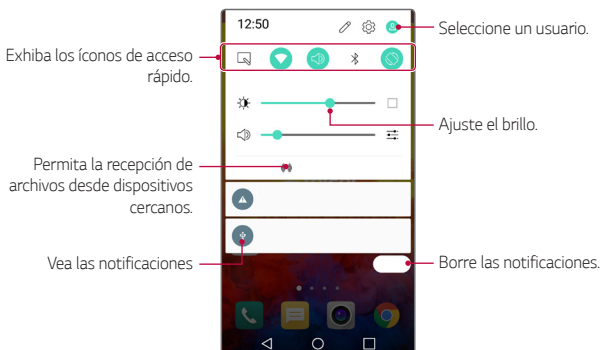 12:50
Seleccione un usuario.
Exhiba los íconos de acceso
rápido.
Ajuste el brillo.
Permita la recepción de
archivos desde dispositivos
cercanos.
Vea las notificaciones
Borre las notificaciones.